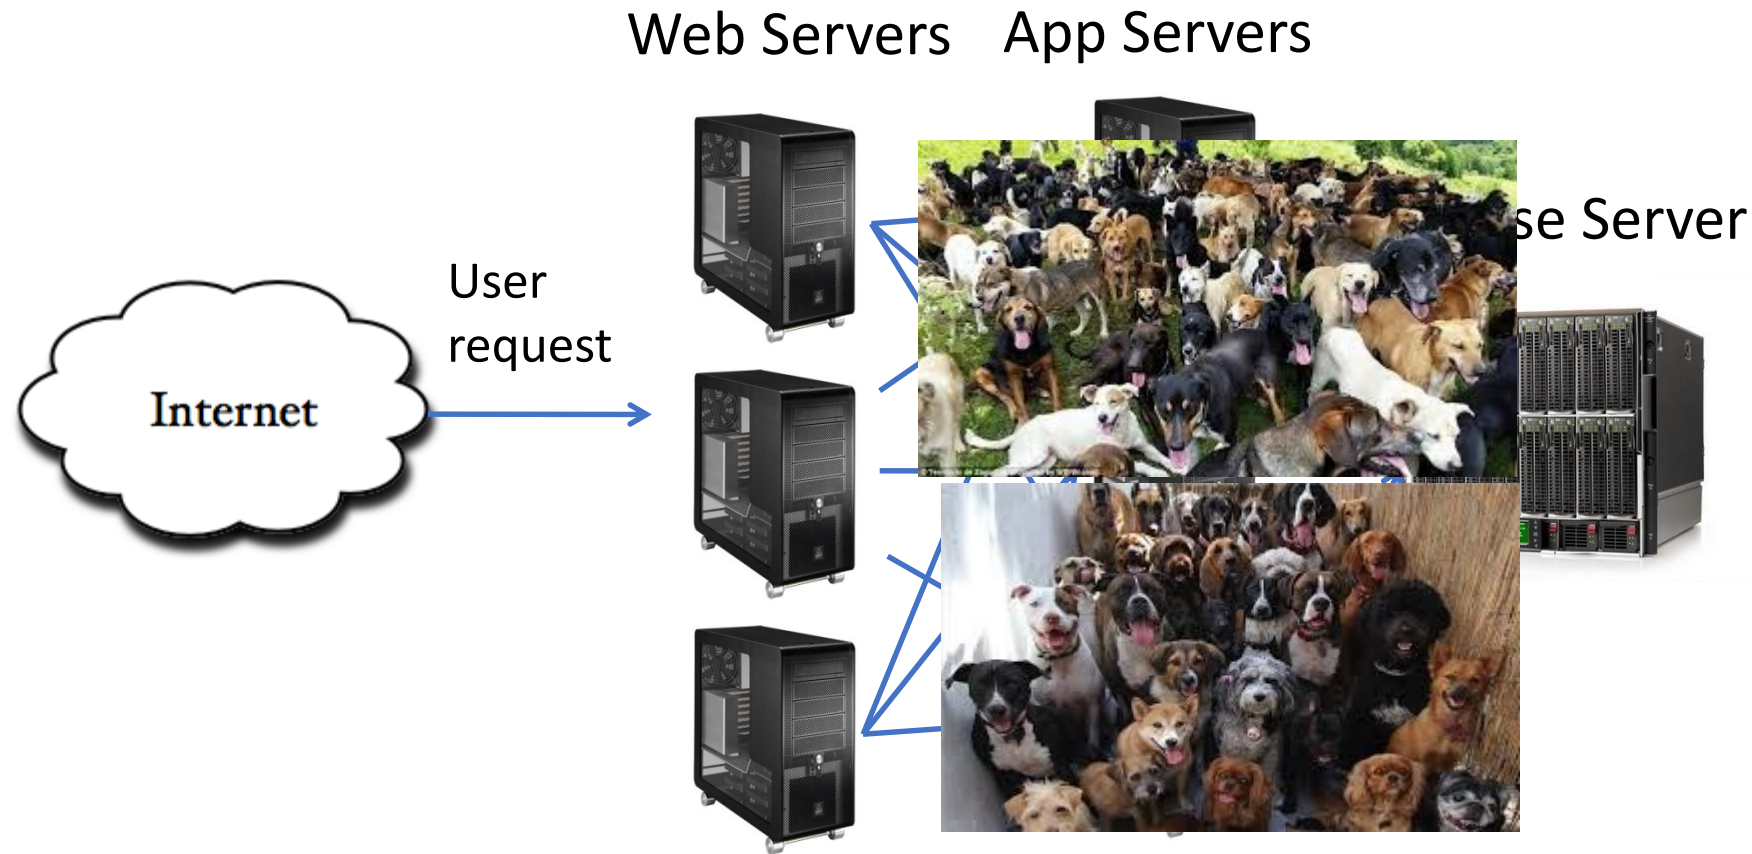 Web Servers
App Servers
se Server
User
request
Internet